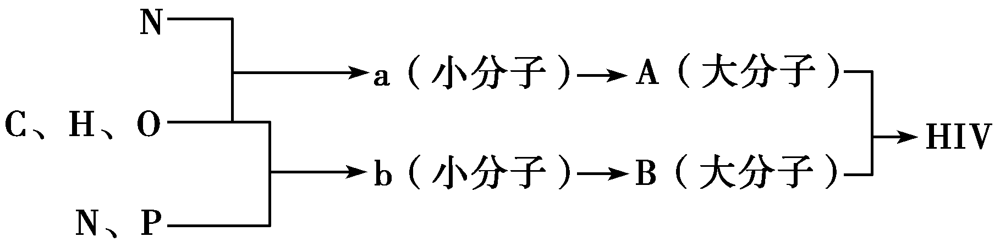 N
a（小分子） A（大分子）
C、H、O
HIV
b（小分子） B（大分子）
N、P